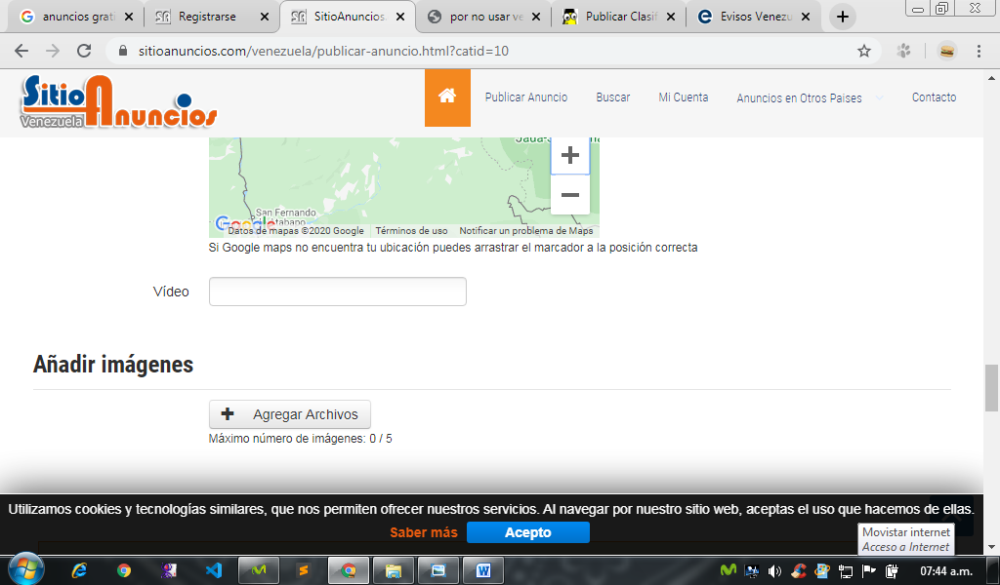 anuncios grati
Registrarse
SitioAnuncios.
por no usar ve
Publicar Clasif
Evisos Venezu
sitioanuncios.com/venezuela/publicar-anuncio.html?catid=10
Sitio Anuncios
Venezuela
Publicar Anuncio
Buscar
Mi Cuenta
Anuncios en Otros Paises
Contacto
San Fernando
Google
Datos de mapas ©2020 Google
Términos de uso
Notificar un problema de Maps
Si Google maps no encuentra tu ubicación puedes arrastrar el marcador a la posición correcta
Vídeo
Añadir imágenes
Agregar Archivos
Máximo número de imágenes: 0 / 5
Utilizamos cookies y tecnologías similares, que nos permiten ofrecer nuestros servicios. Al navegar por nuestro sitio web, aceptas el uso que hacemos de ellas.
Saber más
Acepto
Movistar internet
Acceso a Internet
07:44 a.m.